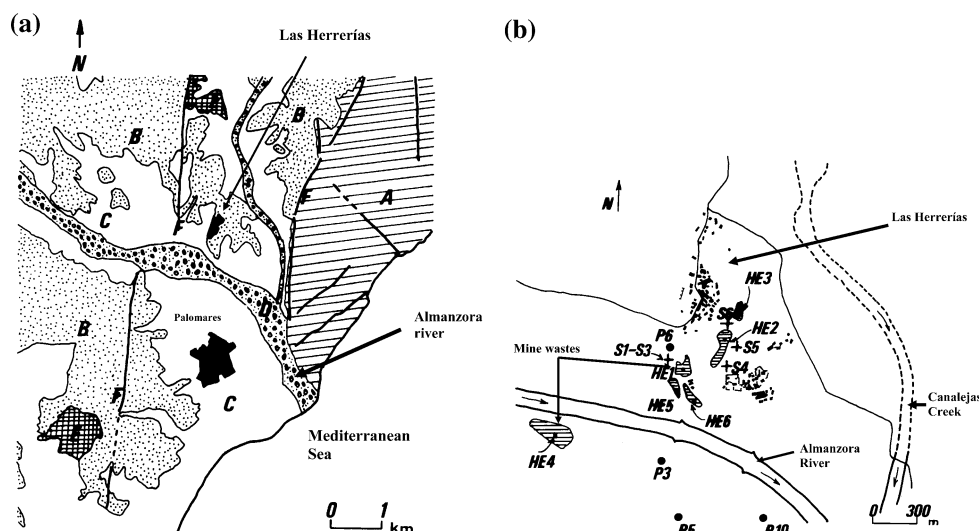 (a)
N
Las Herrerías
B
B
E
F
A
C
D
Palomares
Almanzora
river
B
F
C
E
Mediterranean
Sea
0 1
km
(b)
N
Las Herrerías
HE3
S6
HE2
P6
S5
S1-S3
S4
Mine wastes
HE1
HE5
HE6
HE4
Canalejas
Creek
Almanzora
River
P3
P5
P10
0 300
m